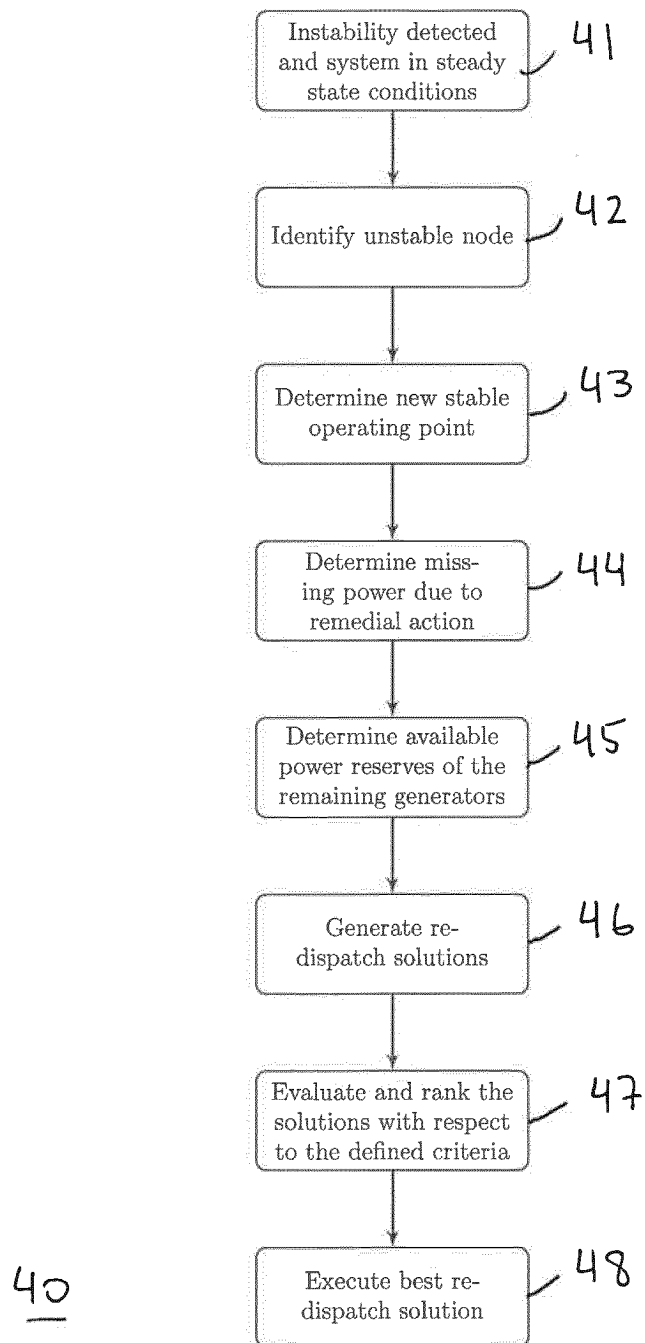 Instability detected
and system in steady
state conditions
41
Identify unstable node
42
Determine new stable
operating point
43
Determine miss-
ing power due to
remedial action
44
Determine available
power reserves of the
remaining generators
45
Generate re-
dispatch solutions
46
Evaluate and rank the
solutions with respect
to the defined criteria
47
Execute best re-
dispatch solution
48
40